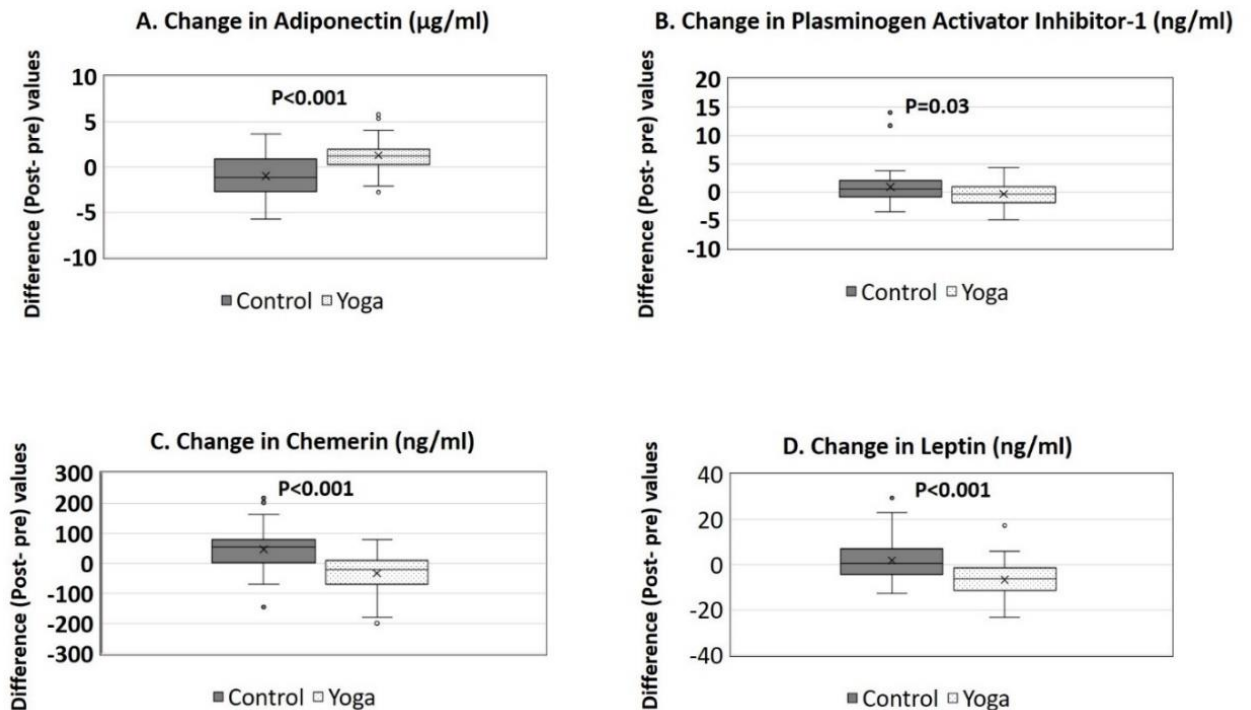 A. Change in Adiponectin (µg/ml)
Difference (Post- pre) values
10
5
0
-5
-10
P<0.001
Control Yoga
B. Change in Plasminogen Activator Inhibitor-1 (ng/ml)
Difference (Post- pre) values
20
15
10
5
0
-5
-10
P=0.03
Control Yoga
C. Change in Chemerin (ng/ml)
Difference (Post- pre) values
300
200
100
0
-100
-200
-300
P<0.001
Control Yoga
D. Change in Leptin (ng/ml)
Difference (Post- pre) values
40
20
0
-20
-40
P<0.001
Control Yoga